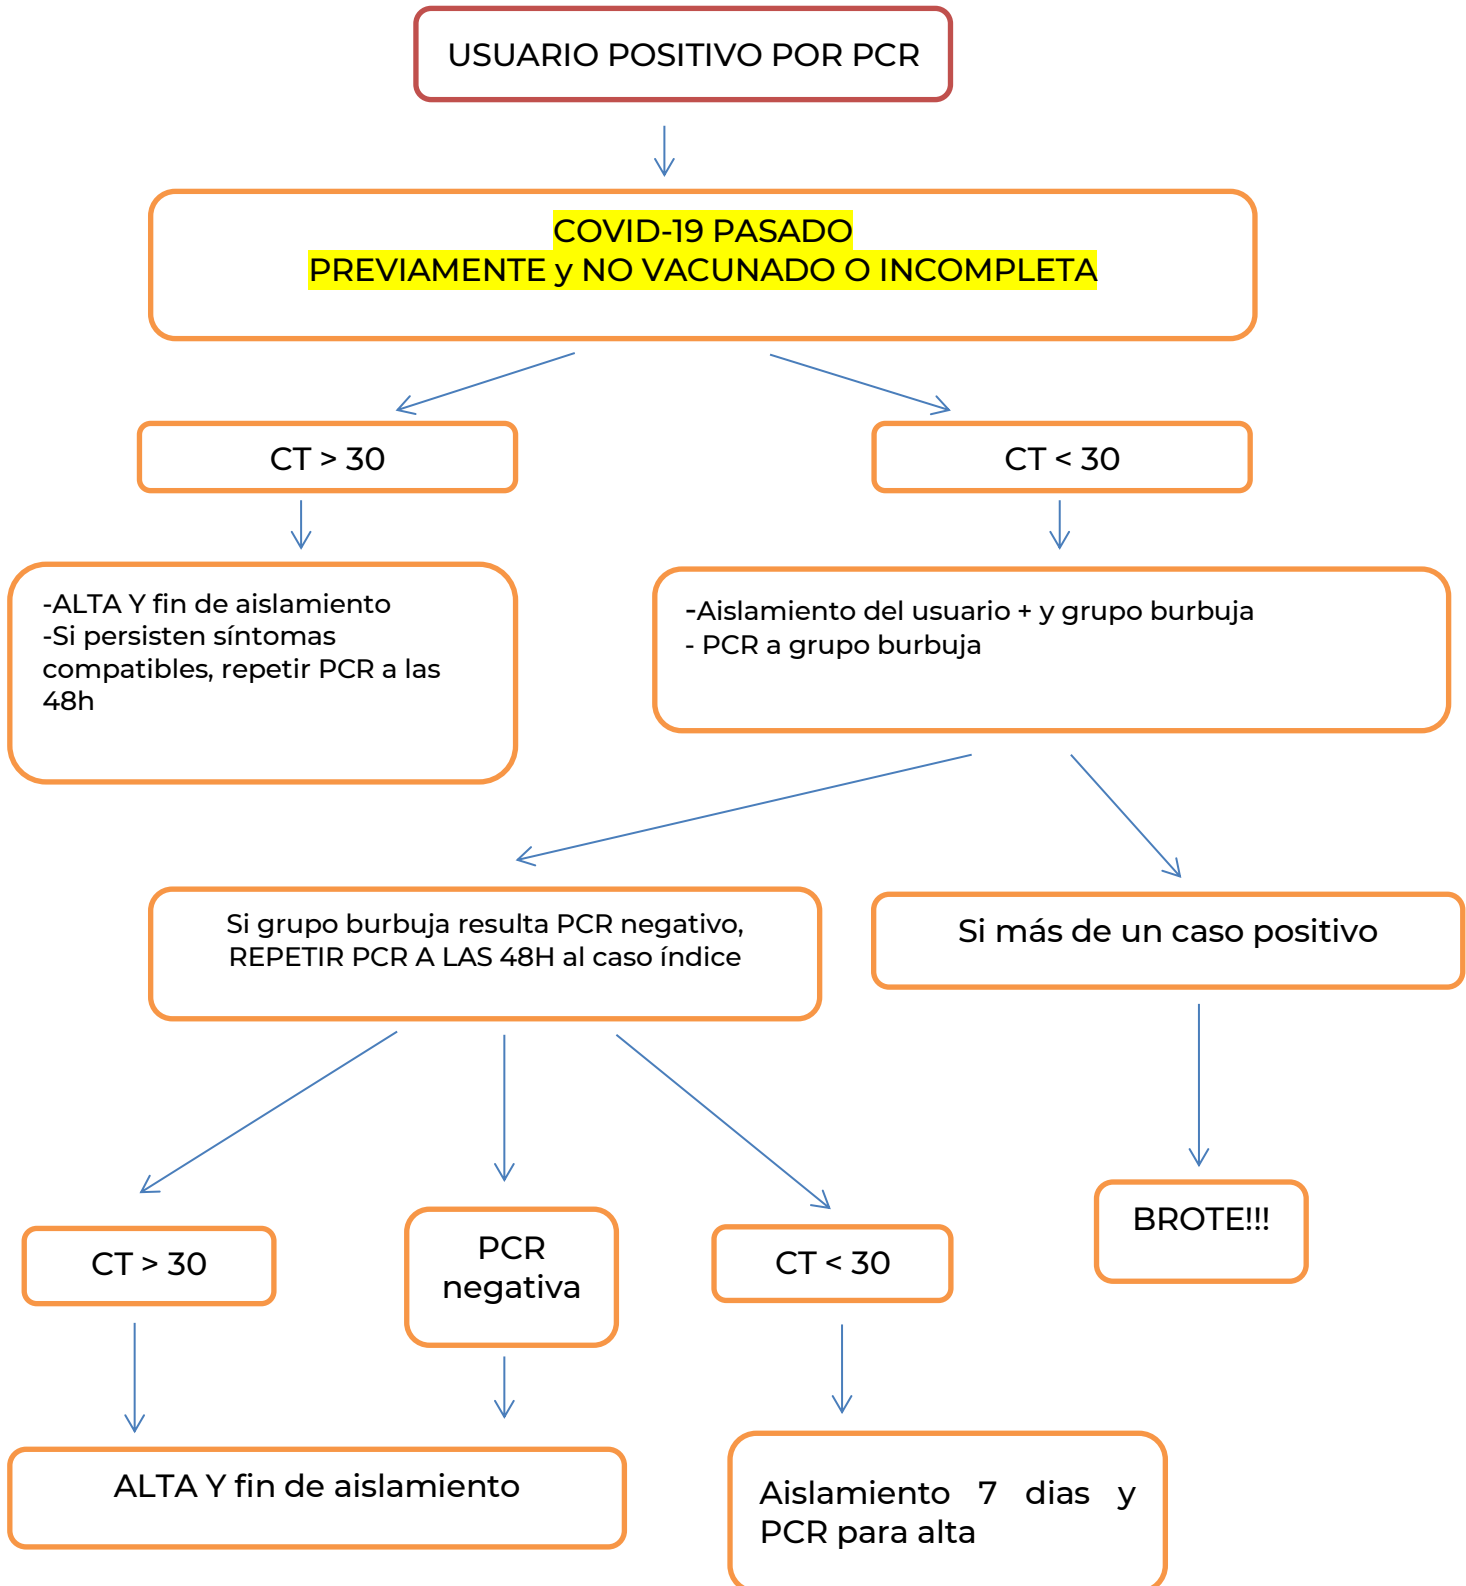 USUARIO POSITIVO POR PCR
COVID-19 PASADO
PREVIAMENTE y NO VACUNADO O INCOMPLETA
CT > 30
CT < 30
-ALTA Y fin de aislamiento
-Si persisten síntomas
compatibles, repetir PCR a las
48h
-Aislamiento del usuario + y grupo burbuja
- PCR a grupo burbuja
Si grupo burbuja resulta PCR negativo,
REPETIR PCR A LAS 48H al caso índice
Si más de un caso positivo
CT > 30
PCR
negativa
CT < 30
BROTE!!!
ALTA Y fin de aislamiento
Aislamiento 7 dias y
PCR para alta